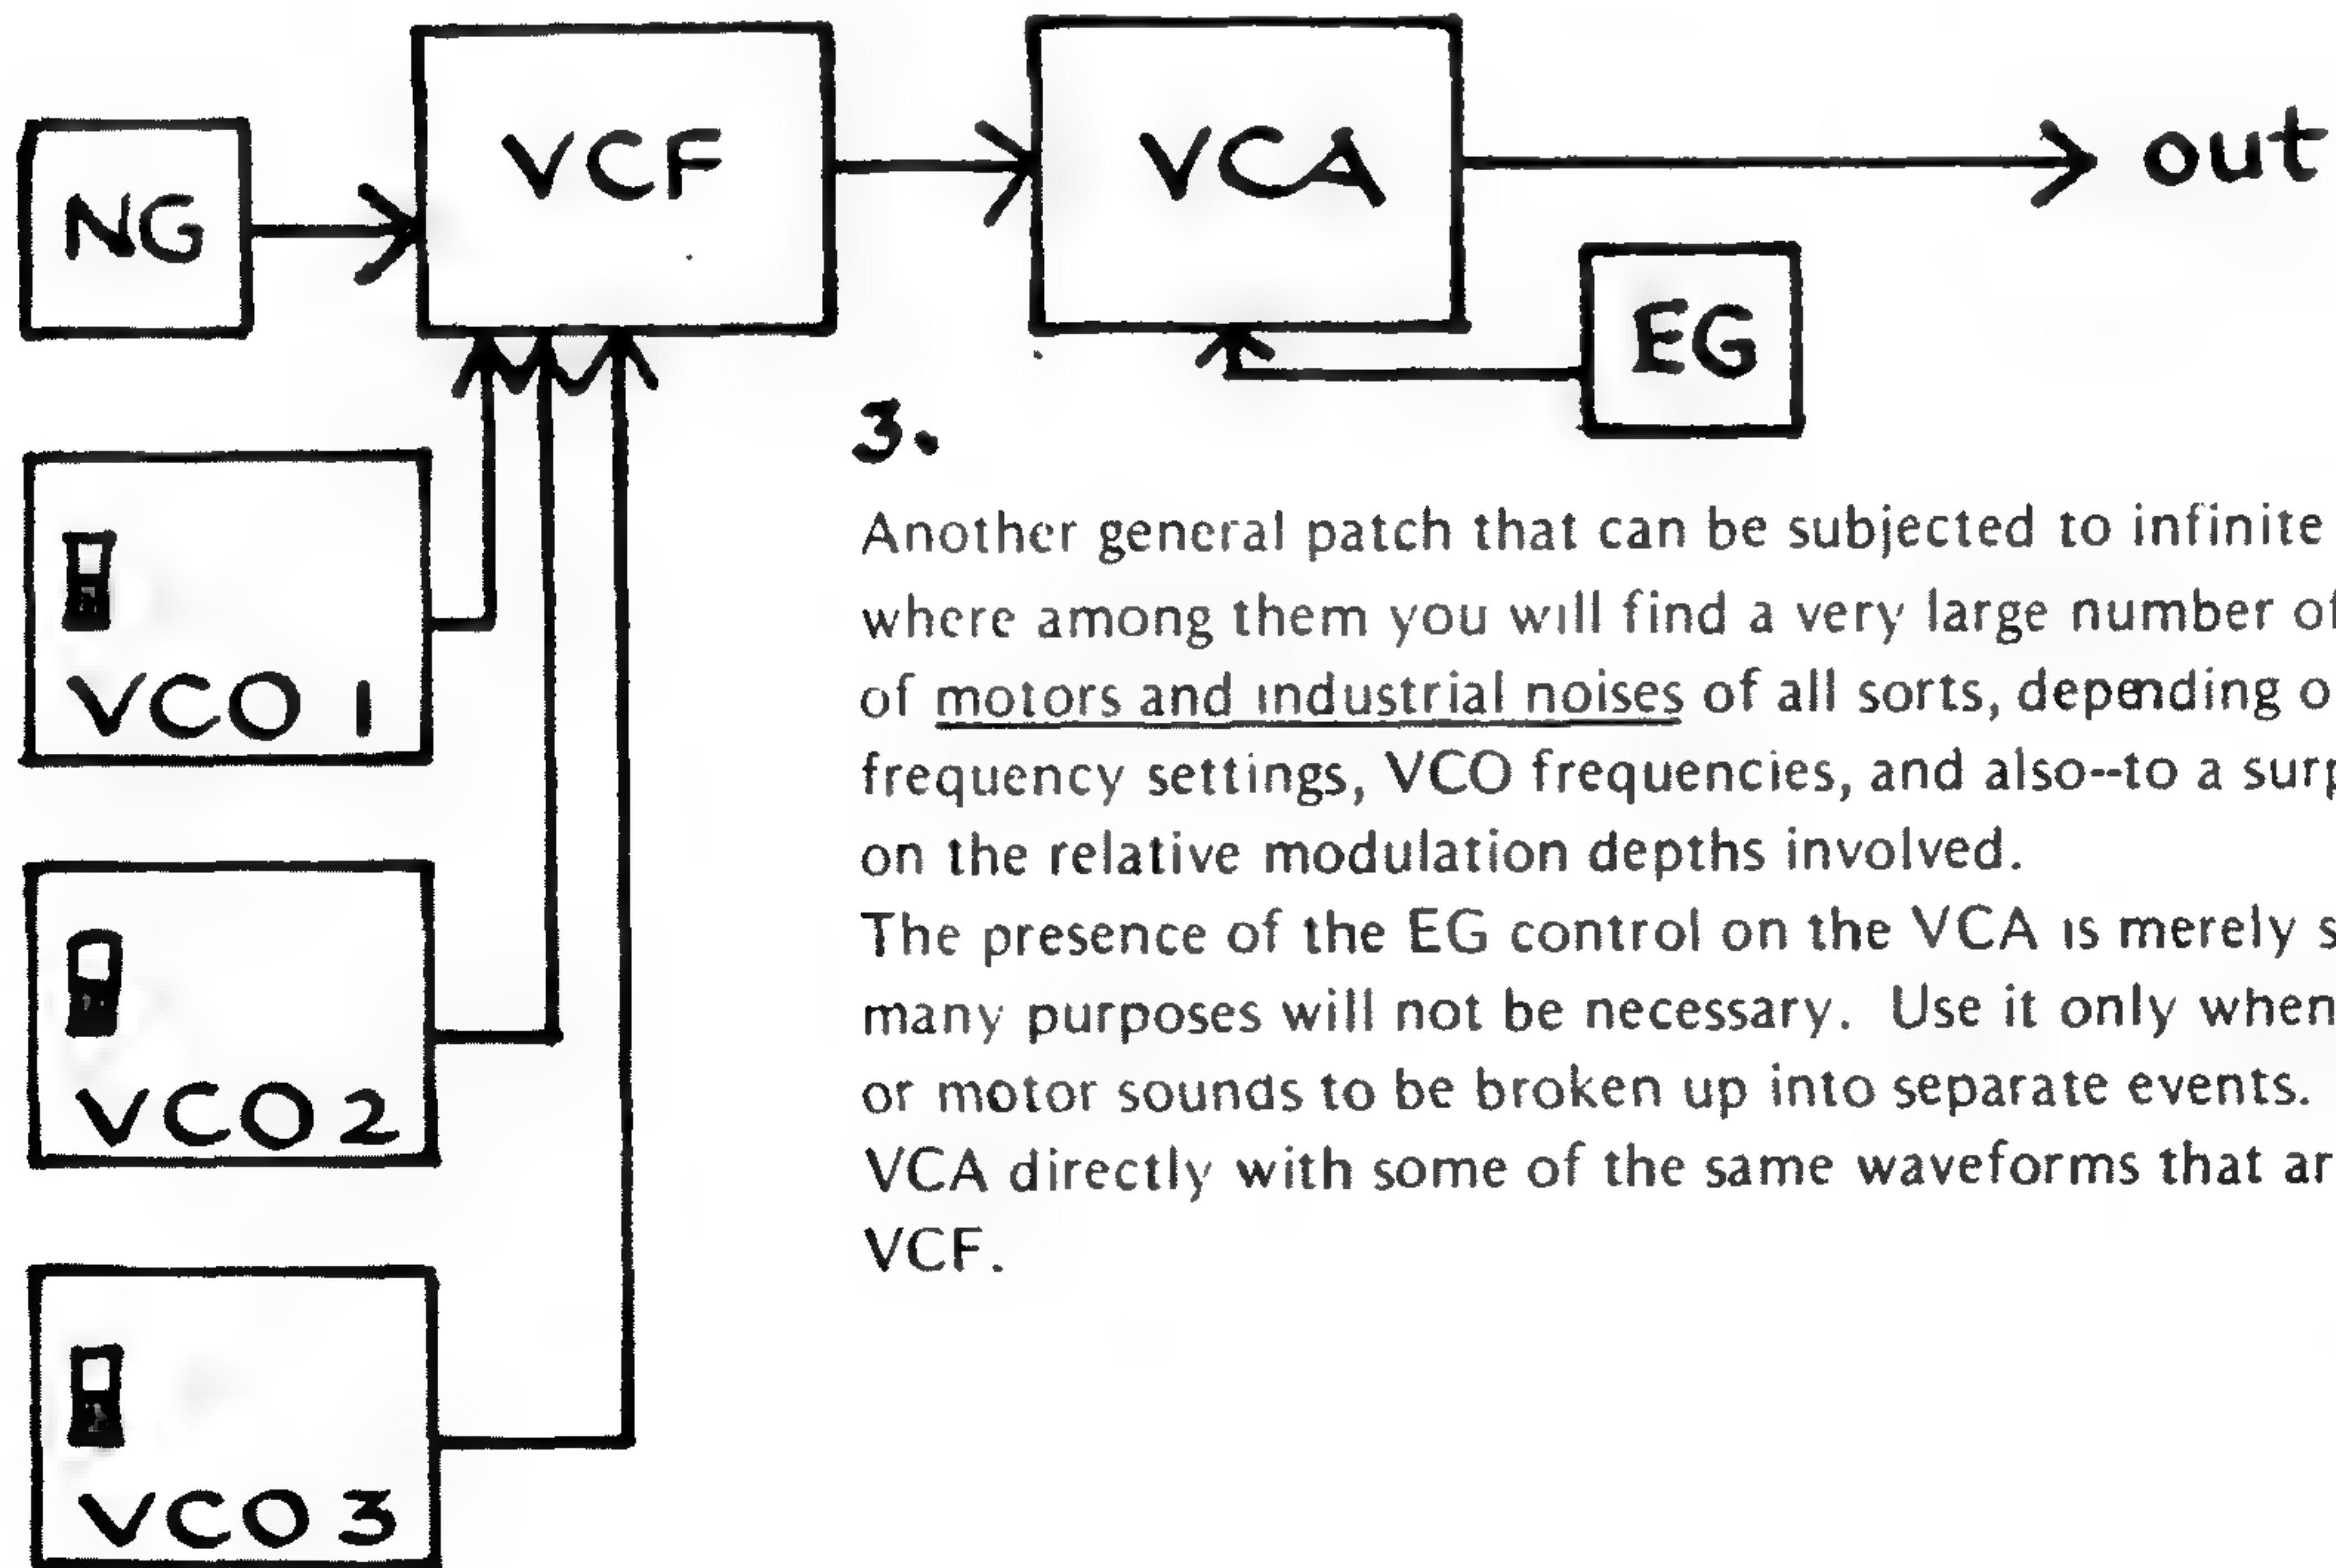 VCF
VCA
out
NG
EG
3.
VCO 1
VCO 2
VCO 3
Another general patch that can be subjected to infinite
where among them you will find a very large number of
of motors and industrial noises of all sorts, depending o
frequency settings, VCO frequencies, and also--to a surp
on the relative modulation depths involved.
The presence of the EG control on the VCA is merely s
many purposes will not be necessary. Use it only when
or motor sounds to be broken up into separate events.
VCA directly with some of the same waveforms that ar
VCF.